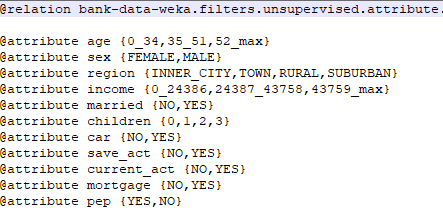 @relation bank-data-weka.filters.unsupervised.attribute.
@attribute age {0_34,35_51,52_max}
@attribute sex {FEMALE,MALE}
@attribute region {INNER_CITY,TOWN,RURAL,SUBURBAN}
@attribute income {0_24386,24387_43758,43759_max}
@attribute married {NO,YES}
@attribute children {0,1,2,3}
@attribute car {NO,YES}
@attribute save_act {NO,YES}
@attribute current_act {NO,YES}
@attribute mortgage {NO,YES}
@attribute pep {YES,NO}